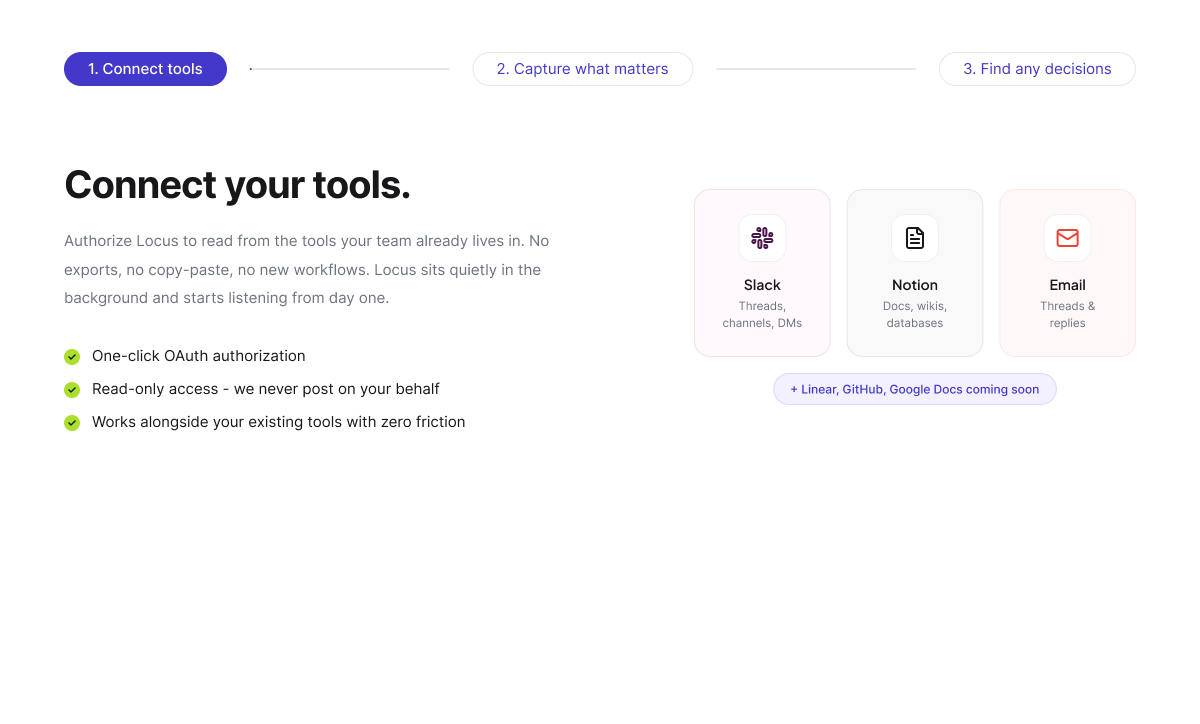 1. Connect tools
2. Capture what matters
3. Find any decisions
Connect your tools.
Authorize Locus to read from the tools your team already lives in. No
exports, no copy-paste, no new workflows. Locus sits quietly in the
background and starts listening from day one.
One-click OAuth authorization
Read-only access - we never post on your behalf
Works alongside your existing tools with zero friction
Slack
Threads,
channels, DMs
Notion
Docs, wikis,
databases
Email
Threads &
replies
+ Linear, GitHub, Google Docs coming soon